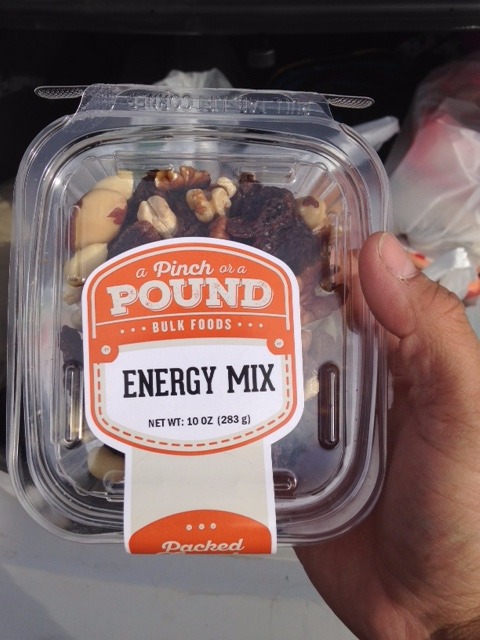 a Pinch or a
POUND
BULK FOODS
ENERGY MIX
NET WT: 10 OZ (283 g)
Packed